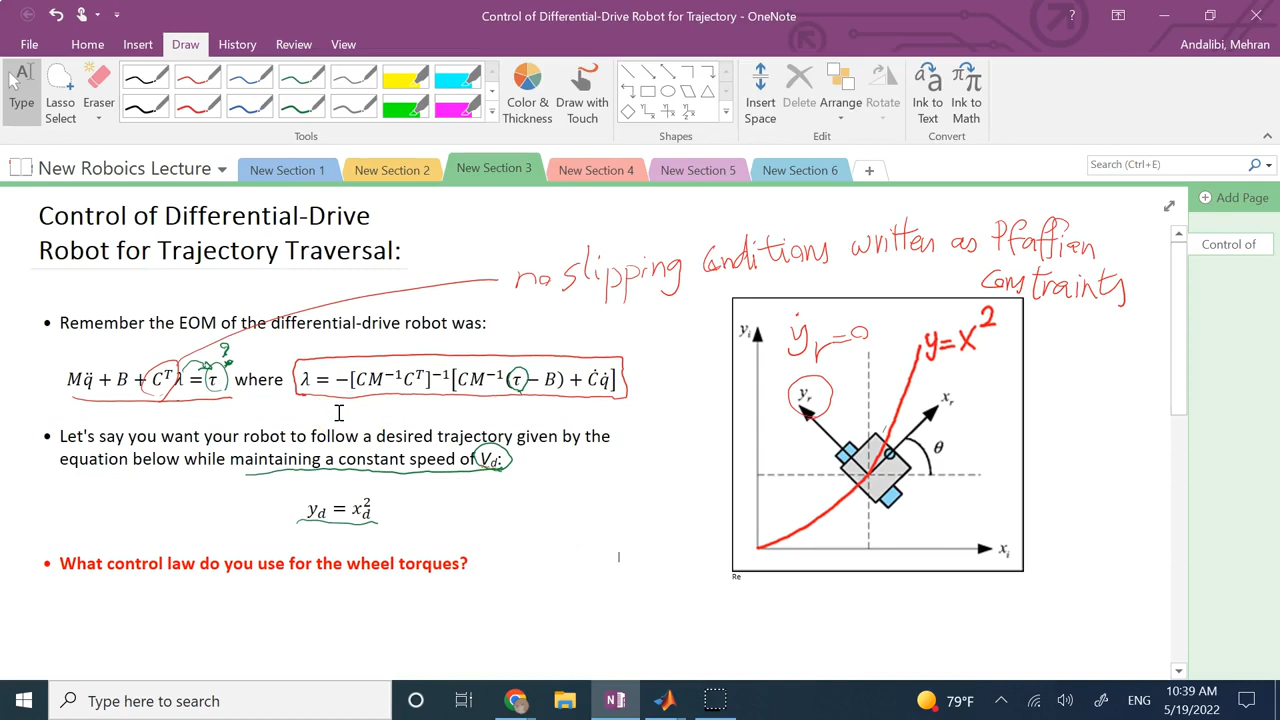 Control of Differential-Drive Robot for Trajectory - OneNote
?
File Home Insert Draw History Review View
Andalibi, Mehran
Type
Lasso Select
Eraser
Color & Thickness
Draw with Touch
Insert Space
Delete
Arrange
Rotate
Ink to Text
Ink to Math
Tools
Shapes
Edit
Convert
New Roboics Lecture
New Section 1
New Section 2
New Section 3
New Section 4
New Section 5
New Section 6
Search (Ctrl+E)
Add Page
Control of
Control of Differential-Drive
Robot for Trajectory Traversal:
no slipping conditions written as Pfaffian
constraints
• Remember the EOM of the differential-drive robot was:
?
Mq̈ + B + CᵀΛ = τ where λ = −[CM⁻¹Cᵀ]⁻¹[CM⁻¹(τ − B) + Ċq̇]
• Let's say you want your robot to follow a desired trajectory given by the
equation below while maintaining a constant speed of V_d:
y_d = x_d²
• What control law do you use for the wheel torques?
y_i
ẏ_r = 0
y = x²
y_r
x_r
θ
x_i
Re
Type here to search
79°F
ENG
10:39 AM
5/19/2022